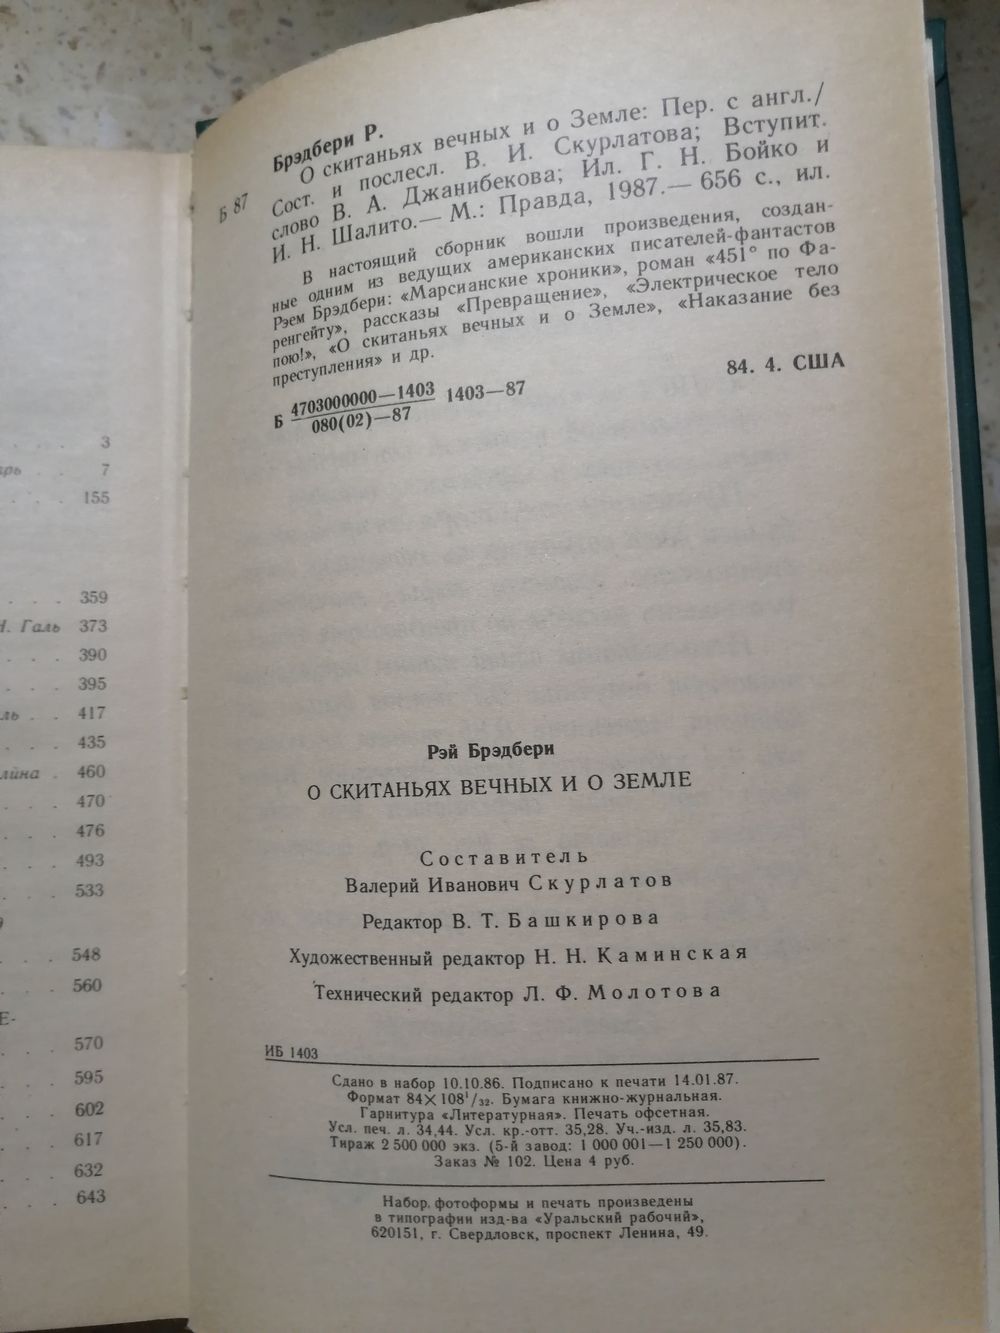 . . . . 3
арь . . 7
. . . . 155
. . . . 359
Н. Галь 373
. . . . 390
. . . . 395
ль . . 417
. . . . 435
лйна . 460
. . . . 470
. . . . 476
. . . . 493
. . . . 533
. . . . 548
. . . . 560
Е-
. . . . 570
. . . . 595
. . . . 602
. . . . 617
. . . . 632
. . . . 643
Б 87
Брэдбери Р.
О скитаньях вечных и о Земле: Пер. с англ./
Сост. и послесл. В. И. Скурлатова; Вступит.
слово В. А. Джанибекова; Ил. Г. Н. Бойко и
И. Н. Шалито.— М.: Правда, 1987.— 656 с., ил.
В настоящий сборник вошли произведения, создан-
ные одним из ведущих американских писателей-фантастов
Рэем Брэдбери: «Марсианские хроники», роман «451° по Фа-
ренгейту», рассказы «Превращение», «Электрическое тело
пою!», «О скитаньях вечных и о Земле», «Наказание без
преступления» и др.
Б 4703000000—1403 / 080(02)—87 1403—87
84. 4. США
Рэй Брэдбери
О СКИТАНЬЯХ ВЕЧНЫХ И О ЗЕМЛЕ
Составитель
Валерий Иванович Скурлатов
Редактор В. Т. Башкирова
Художественный редактор Н. Н. Каминская
Технический редактор Л. Ф. Молотова
ИБ 1403
Сдано в набор 10.10.86. Подписано к печати 14.01.87.
Формат 84×108¹/₃₂. Бумага книжно-журнальная.
Гарнитура «Литературная». Печать офсетная.
Усл. печ. л. 34,44. Усл. кр.-отт. 35,28. Уч.-изд. л. 35,83.
Тираж 2 500 000 экз. (5-й завод: 1 000 001—1 250 000).
Заказ № 102. Цена 4 руб.
Набор, фотоформы и печать произведены
в типографии изд-ва «Уральский рабочий»,
620151, г. Свердловск, проспект Ленина, 49.